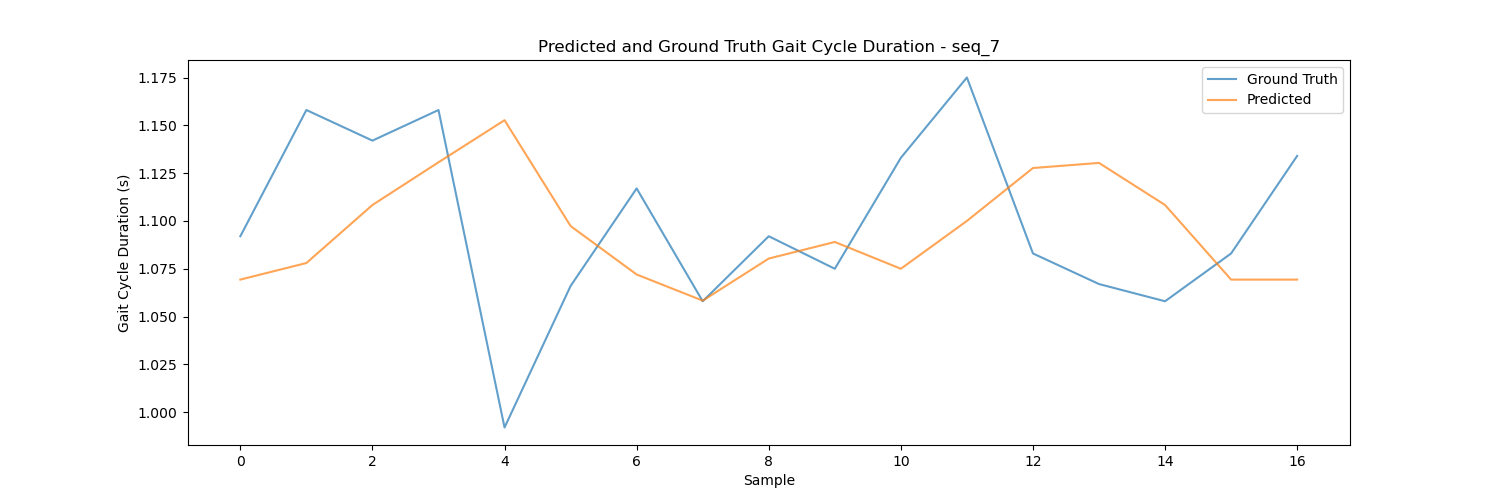 Predicted and Ground Truth Gait Cycle Duration - seq_7
Ground Truth
Predicted
Gait Cycle Duration (s)
1.175
1.150
1.125
1.100
1.075
1.050
1.025
1.000
0 2 4 6 8 10 12 14 16
Sample